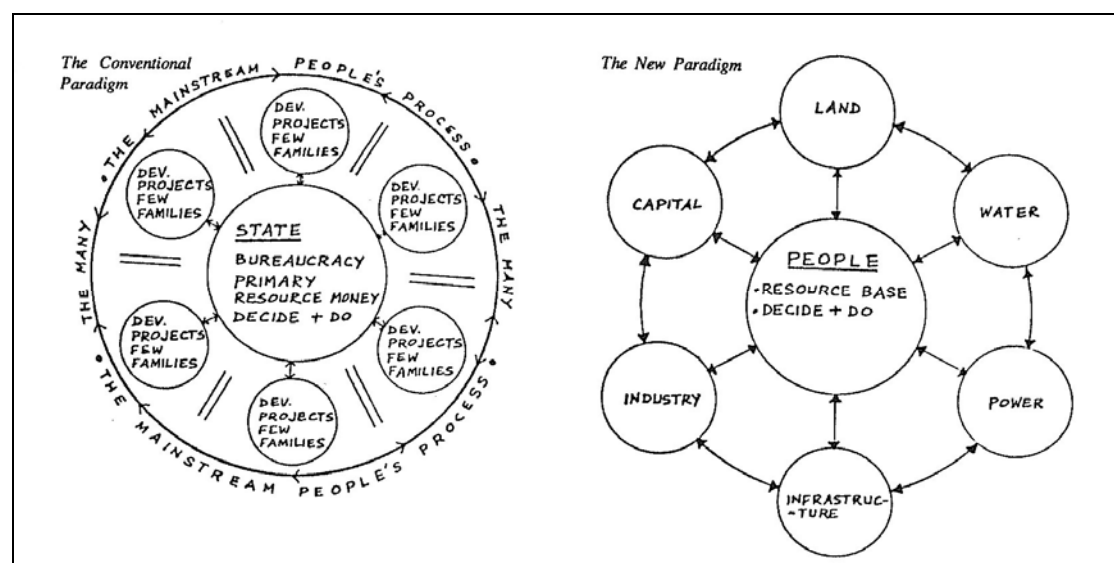 The Conventional
Paradigm
• THE MAINSTREAM PEOPLE'S PROCESS •
THE MANY
• THE MAINSTREAM PEOPLE'S PROCESS •
THE MANY
DEV.
PROJECTS
FEW
FAMILIES
DEV.
PROJECTS
FEW
FAMILIES
DEV.
PROJECTS
FEW
FAMILIES
STATE
BUREAUCRACY
PRIMARY
RESOURCE MONEY
DECIDE + DO
DEV.
PROJECTS
FEW
FAMILIES
DEV.
PROJECTS
FEW
FAMILIES
DEV.
PROJECTS
FEW
FAMILIES
The New Paradigm
LAND
CAPITAL
WATER
PEOPLE
• RESOURCE BASE
• DECIDE + DO
INDUSTRY
POWER
INFRASTRUC-
-TURE